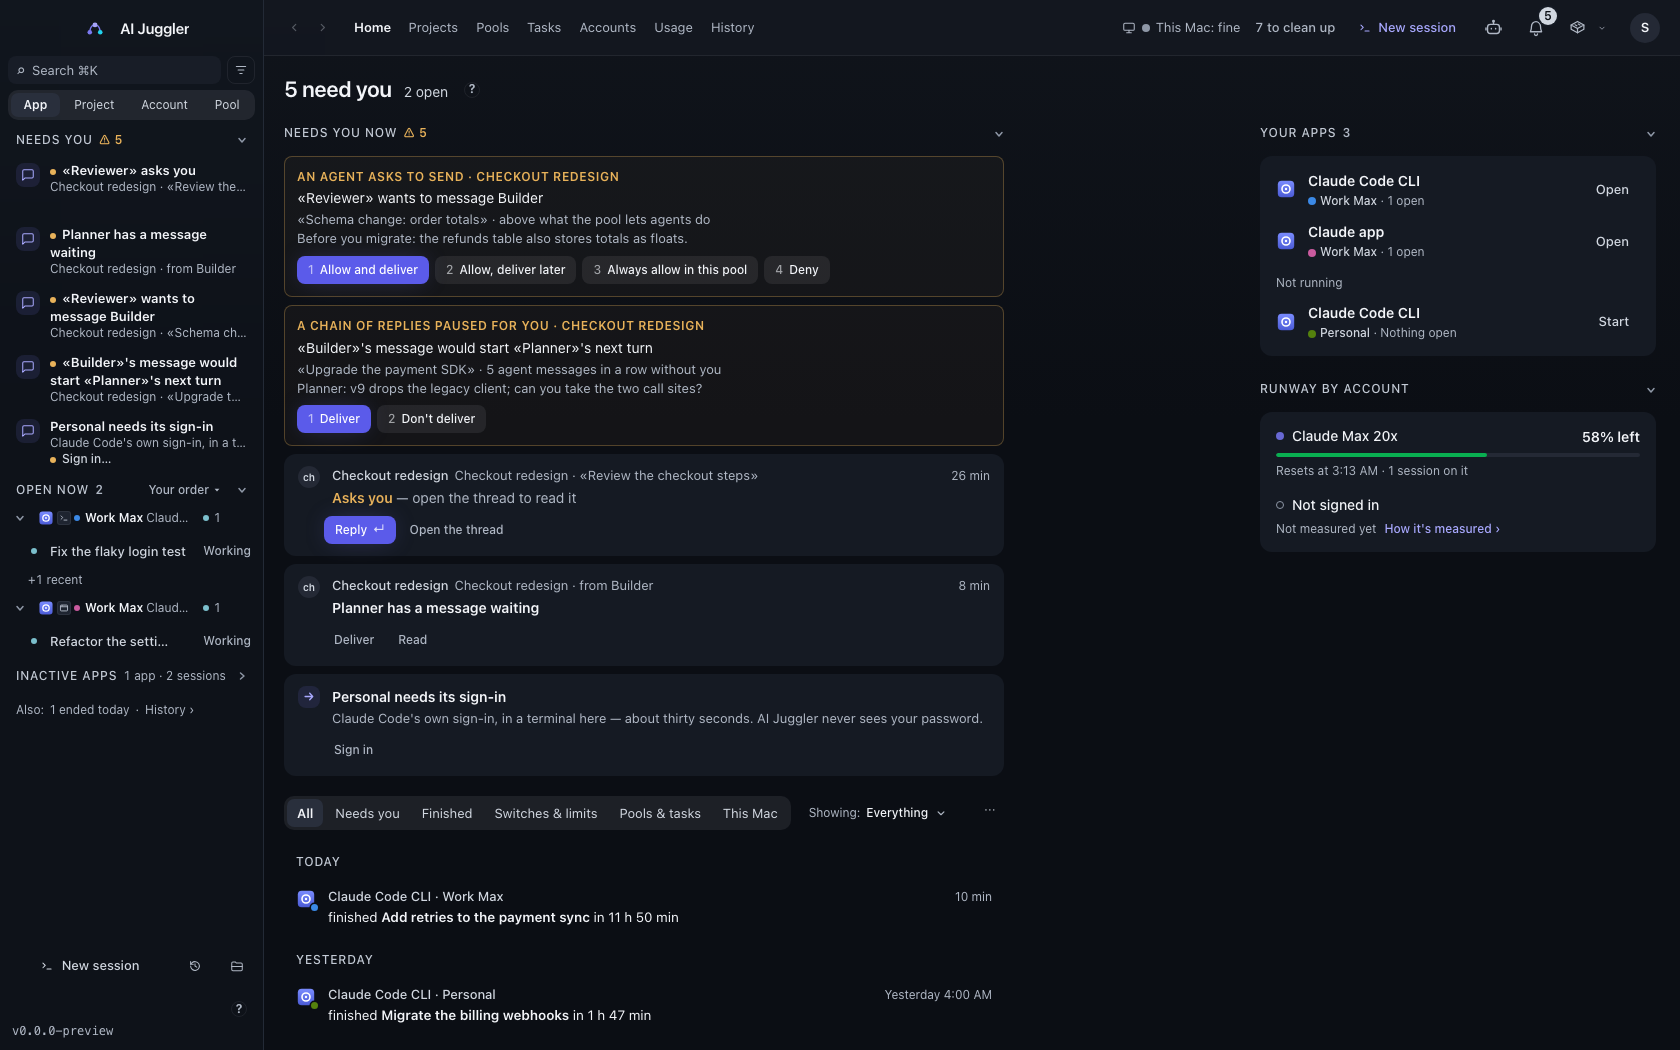 AI Juggler
Search ⌘K
App Project Account Pool
NEEDS YOU 5
«Reviewer» asks you
Checkout redesign · «Review the...
Planner has a message
waiting
Checkout redesign · from Builder
«Reviewer» wants to
message Builder
Checkout redesign · «Schema ch...
«Builder»'s message would
start «Planner»'s next turn
Checkout redesign · «Upgrade t...
Personal needs its sign-in
Claude Code's own sign-in, in a t...
Sign in...
OPEN NOW 2 Your order
Work Max Claud... 1
Fix the flaky login test Working
+1 recent
Work Max Claud... 1
Refactor the setti... Working
INACTIVE APPS 1 app · 2 sessions
Also: 1 ended today · History ›
New session
?
v0.0.0-preview
Home Projects Pools Tasks Accounts Usage History
This Mac: fine 7 to clean up New session 5 S
5 need you 2 open ?
NEEDS YOU NOW 5
AN AGENT ASKS TO SEND · CHECKOUT REDESIGN
«Reviewer» wants to message Builder
«Schema change: order totals» · above what the pool lets agents do
Before you migrate: the refunds table also stores totals as floats.
1 Allow and deliver 2 Allow, deliver later 3 Always allow in this pool 4 Deny
A CHAIN OF REPLIES PAUSED FOR YOU · CHECKOUT REDESIGN
«Builder»'s message would start «Planner»'s next turn
«Upgrade the payment SDK» · 5 agent messages in a row without you
Planner: v9 drops the legacy client; can you take the two call sites?
1 Deliver 2 Don't deliver
ch Checkout redesign Checkout redesign · «Review the checkout steps» 26 min
Asks you — open the thread to read it
Reply ↵ Open the thread
ch Checkout redesign Checkout redesign · from Builder 8 min
Planner has a message waiting
Deliver Read
Personal needs its sign-in
Claude Code's own sign-in, in a terminal here — about thirty seconds. AI Juggler never sees your password.
Sign in
All Needs you Finished Switches & limits Pools & tasks This Mac Showing: Everything ...
TODAY
Claude Code CLI · Work Max 10 min
finished Add retries to the payment sync in 11 h 50 min
YESTERDAY
Claude Code CLI · Personal Yesterday 4:00 AM
finished Migrate the billing webhooks in 1 h 47 min
YOUR APPS 3
Claude Code CLI Open
Work Max · 1 open
Claude app Open
Work Max · 1 open
Not running
Claude Code CLI Start
Personal · Nothing open
RUNWAY BY ACCOUNT
Claude Max 20x 58% left
Resets at 3:13 AM · 1 session on it
Not signed in
Not measured yet How it's measured ›